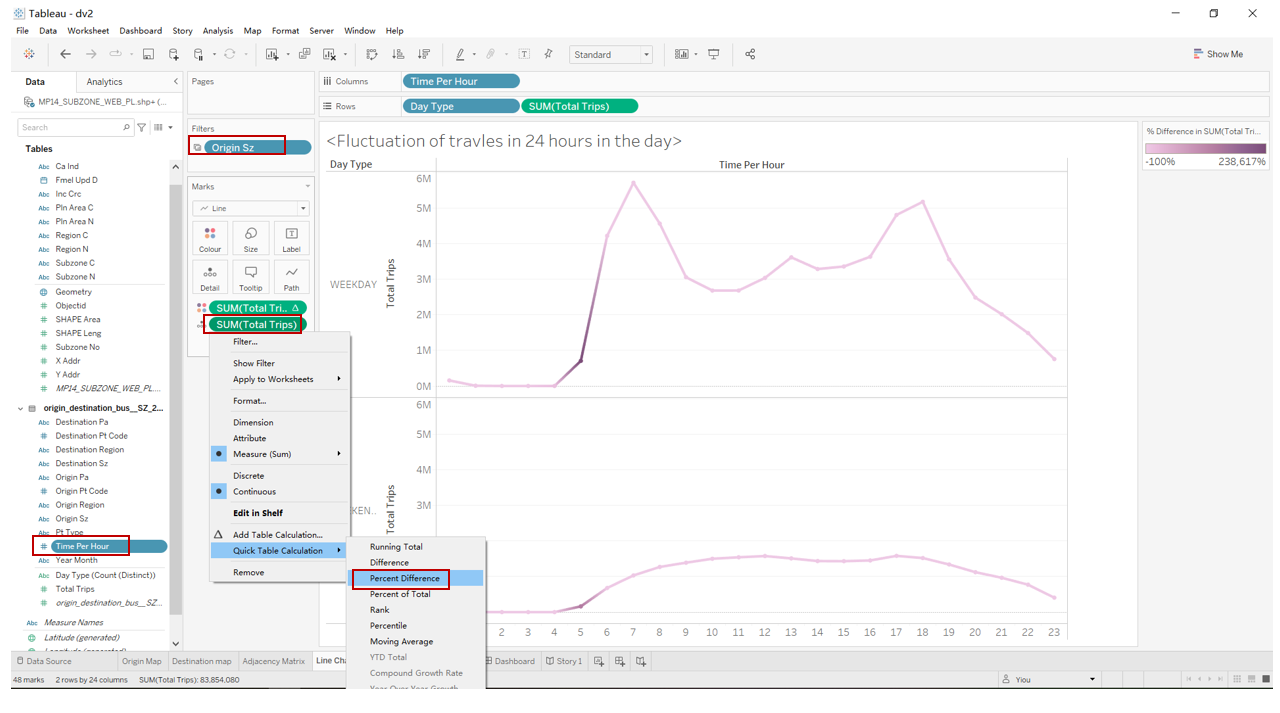 Tableau - dv2
File Data Worksheet Dashboard Story Analysis Map Format Server Window Help
Standard
Show Me
Data Analytics
MP14_SUBZONE_WEB_PL.shp+ (...
Search
Tables
Ca Ind
Fmel Upd D
Inc Crc
Pln Area C
Pln Area N
Region C
Region N
Subzone C
Subzone N
Geometry
Objectid
SHAPE Area
SHAPE Leng
Subzone No
X Addr
Y Addr
MP14_SUBZONE_WEB_PL....
origin_destination_bus__SZ_2...
Destination Pa
Destination Pt Code
Destination Region
Destination Sz
Origin Pa
Origin Pt Code
Origin Region
Origin Sz
Pt Type
Time Per Hour
Year Month
Day Type (Count (Distinct))
Total Trips
origin_destination_bus__SZ...
Measure Names
Latitude (generated)
Longitude (generated)
Pages
Filters
Origin Sz
Marks
Line
Colour Size Label
Detail Tooltip Path
SUM(Total Tri.. △
SUM(Total Trips)
Filter...
Show Filter
Apply to Worksheets
Format...
Dimension
Attribute
Measure (Sum)
Discrete
Continuous
Edit in Shelf
Add Table Calculation...
Quick Table Calculation
Remove
Running Total
Difference
Percent Difference
Percent of Total
Rank
Percentile
Moving Average
YTD Total
Compound Growth Rate
Year Over Year Growth
Columns
Time Per Hour
Rows
Day Type
SUM(Total Trips)
<Fluctuation of travles in 24 hours in the day>
Day Type
Time Per Hour
6M
5M
4M
3M
2M
1M
0M
WEEKDAY
Total Trips
6M
5M
4M
3M
KEN..
Total Trips
2 3 4 5 6 7 8 9 10 11 12 13 14 15 16 17 18 19 20 21 22 23
% Difference in SUM(Total Tri...
-100% 238,617%
Data Source Origin Map Destination map Adjacency Matrix Line Cha
Dashboard Story 1
48 marks 2 rows by 24 columns SUM(Total Trips): 83,854,080
Yiou